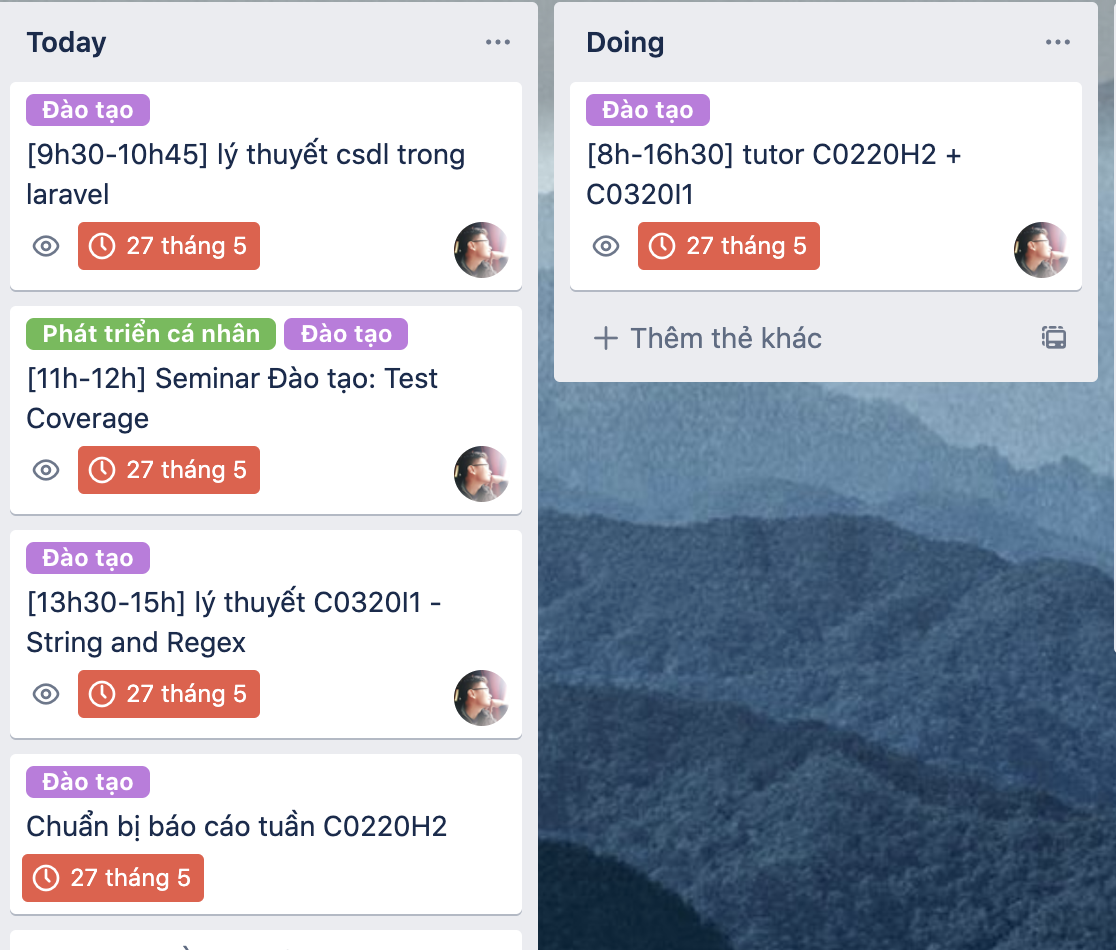 Today
Đào tạo
[9h30-10h45] lý thuyết csdl trong
laravel
27 tháng 5
Phát triển cá nhân Đào tạo
[11h-12h] Seminar Đào tạo: Test
Coverage
27 tháng 5
Đào tạo
[13h30-15h] lý thuyết C0320I1 -
String and Regex
27 tháng 5
Đào tạo
Chuẩn bị báo cáo tuần C0220H2
27 tháng 5
Doing
Đào tạo
[8h-16h30] tutor C0220H2 +
C0320I1
27 tháng 5
Thêm thẻ khác